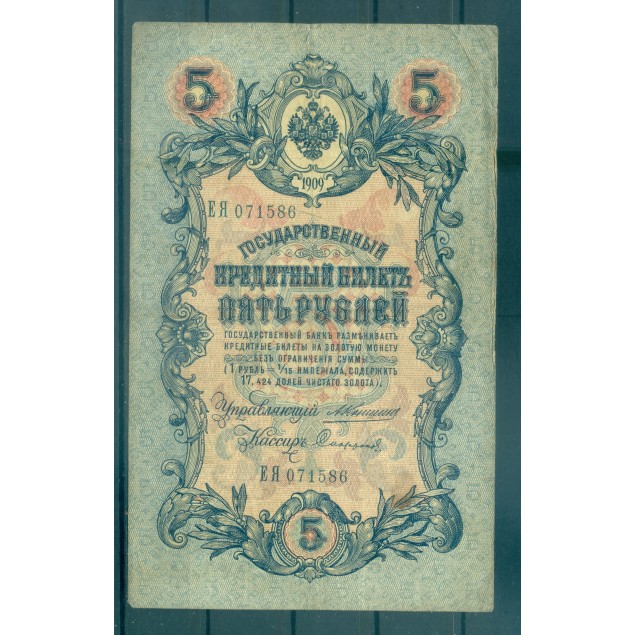 5 5
1909
ЕЯ 071586
ГОСУДАРСТВЕННЫЙ
КРЕДИТНЫЙ БИЛЕТЪ
ПЯТЬ РУБЛЕЙ
ГОСУДАРСТВЕННЫЙ БАНКЪ РАЗМѢНИВАЕТЪ
КРЕДИТНЫЕ БИЛЕТЫ НА ЗОЛОТУЮ МОНЕТУ
БЕЗЪ ОГРАНИЧЕНІЯ СУММЫ
(1 РУБЛЬ = 1/15 ИМПЕРІАЛА, СОДЕРЖИТЪ
17,424 ДОЛЕЙ ЧИСТАГО ЗОЛОТА).
Управляющій
Кассиръ
ЕЯ 071586
5